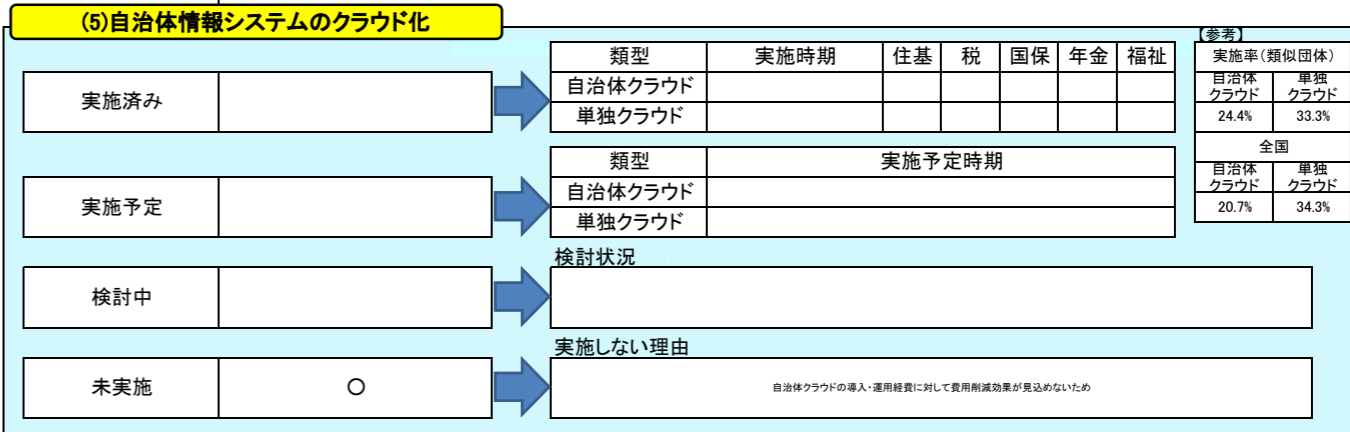 (5)自治体情報システムのクラウド化
実施済み
類型 実施時期 住基 税 国保 年金 福祉
自治体クラウド
単独クラウド
【参考】
実施率(類似団体)
自治体クラウド 単独クラウド
24.4% 33.3%
全国
自治体クラウド 単独クラウド
20.7% 34.3%
実施予定
類型 実施予定時期
自治体クラウド
単独クラウド
検討中
検討状況
未実施 〇
実施しない理由
自治体クラウドの導入・運用経費に対して費用削減効果が見込めないため